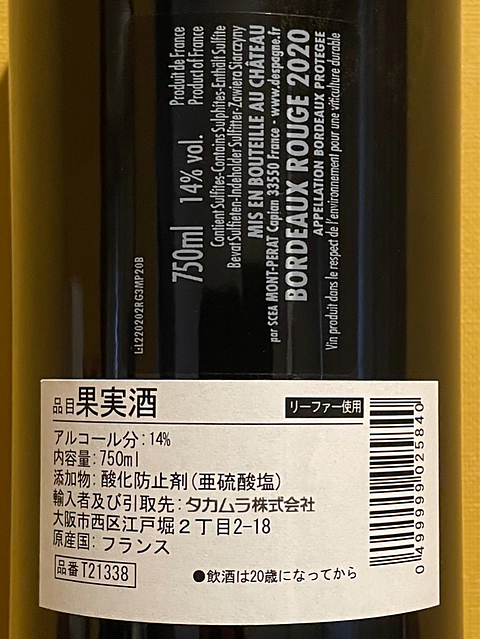 Produit de France
Product of France
750ml 14% vol.
Contient Sulfites-Contains Sulphites-Enthält Sulfite
Bevat Sulfieten-Indeholder Sulfitter-Zawiera Siarczyny
MIS EN BOUTEILLE AU CHÂTEAU
par SCEA MONT-PERAT Capian 33550 France - www.despagne.fr
BORDEAUX ROUGE 2020
APPELLATION BORDEAUX PROTEGEE
Vin produit dans le respect de l'environnement pour une viticulture durable
L:L220202RG3MP20B
品目果実酒
リーファー使用
アルコール分:14%
内容量:750ml
添加物:酸化防止剤(亜硫酸塩)
輸入者及び引取先:タカムラ株式会社
大阪市西区江戸堀2丁目2-18
原産国:フランス
品番T21338
●飲酒は20歳になってから
0499999025840